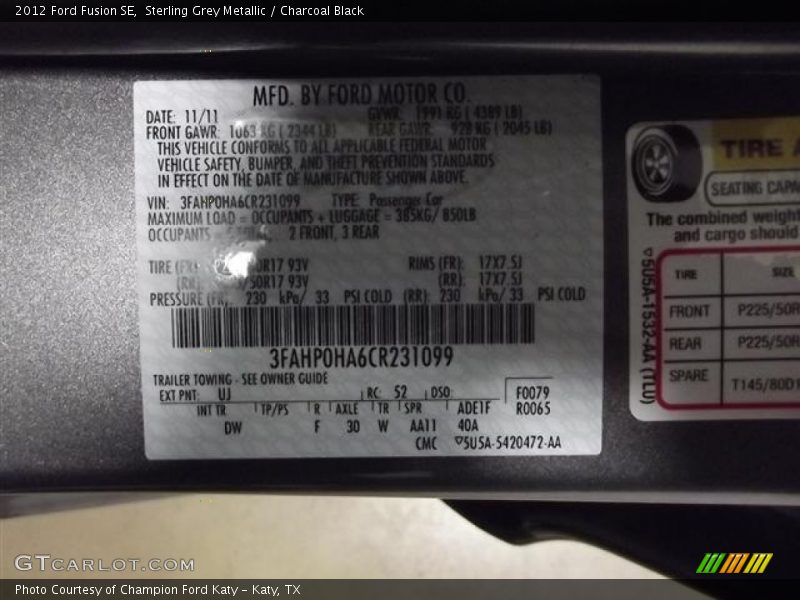 2012 Ford Fusion SE,  Sterling Grey Metallic / Charcoal Black
MFD. BY FORD MOTOR CO.
DATE: 11/11 GVWR: 1991 KG ( 4389 LB)
FRONT GAWR: 1063 KG ( 2344 LB) REAR GAWR: 928 KG ( 2045 LB)
THIS VEHICLE CONFORMS TO ALL APPLICABLE FEDERAL MOTOR
VEHICLE SAFETY, BUMPER, AND THEFT PREVENTION STANDARDS
IN EFFECT ON THE DATE OF MANUFACTURE SHOWN ABOVE.
VIN: 3FAHP0HA6CR231099 TYPE: Passenger Car
MAXIMUM LOAD = OCCUPANTS + LUGGAGE = 385KG/ 850LB
OCCUPANTS 2 FRONT, 3 REAR
TIRE 50R17 93V RIMS (FR): 17X7.5J
/50R17 93V (RR): 17X7.5J
PRESSURE (FR): 230 kPa/ 33 PSI COLD (RR): 230 kPa/ 33 PSI COLD
3FAHP0HA6CR231099
TRAILER TOWING - SEE OWNER GUIDE
EXT PNT: UJ RC: 52 DSO: F0079
INT TR TP/PS R AXLE TR SPR ADE1F R0065
DW F 30 W AA11 40A
CMC ▽5U5A-5420472-AA
TIRE A
SEATING CAPA
The combined weight
and cargo should
TIRE SIZE
FRONT P225/50R
REAR P225/50R
SPARE T145/80D1
▽5U5A-1532-AA (TLU)
GTCARLOT.COM
Photo Courtesy of Champion Ford Katy – Katy, TX